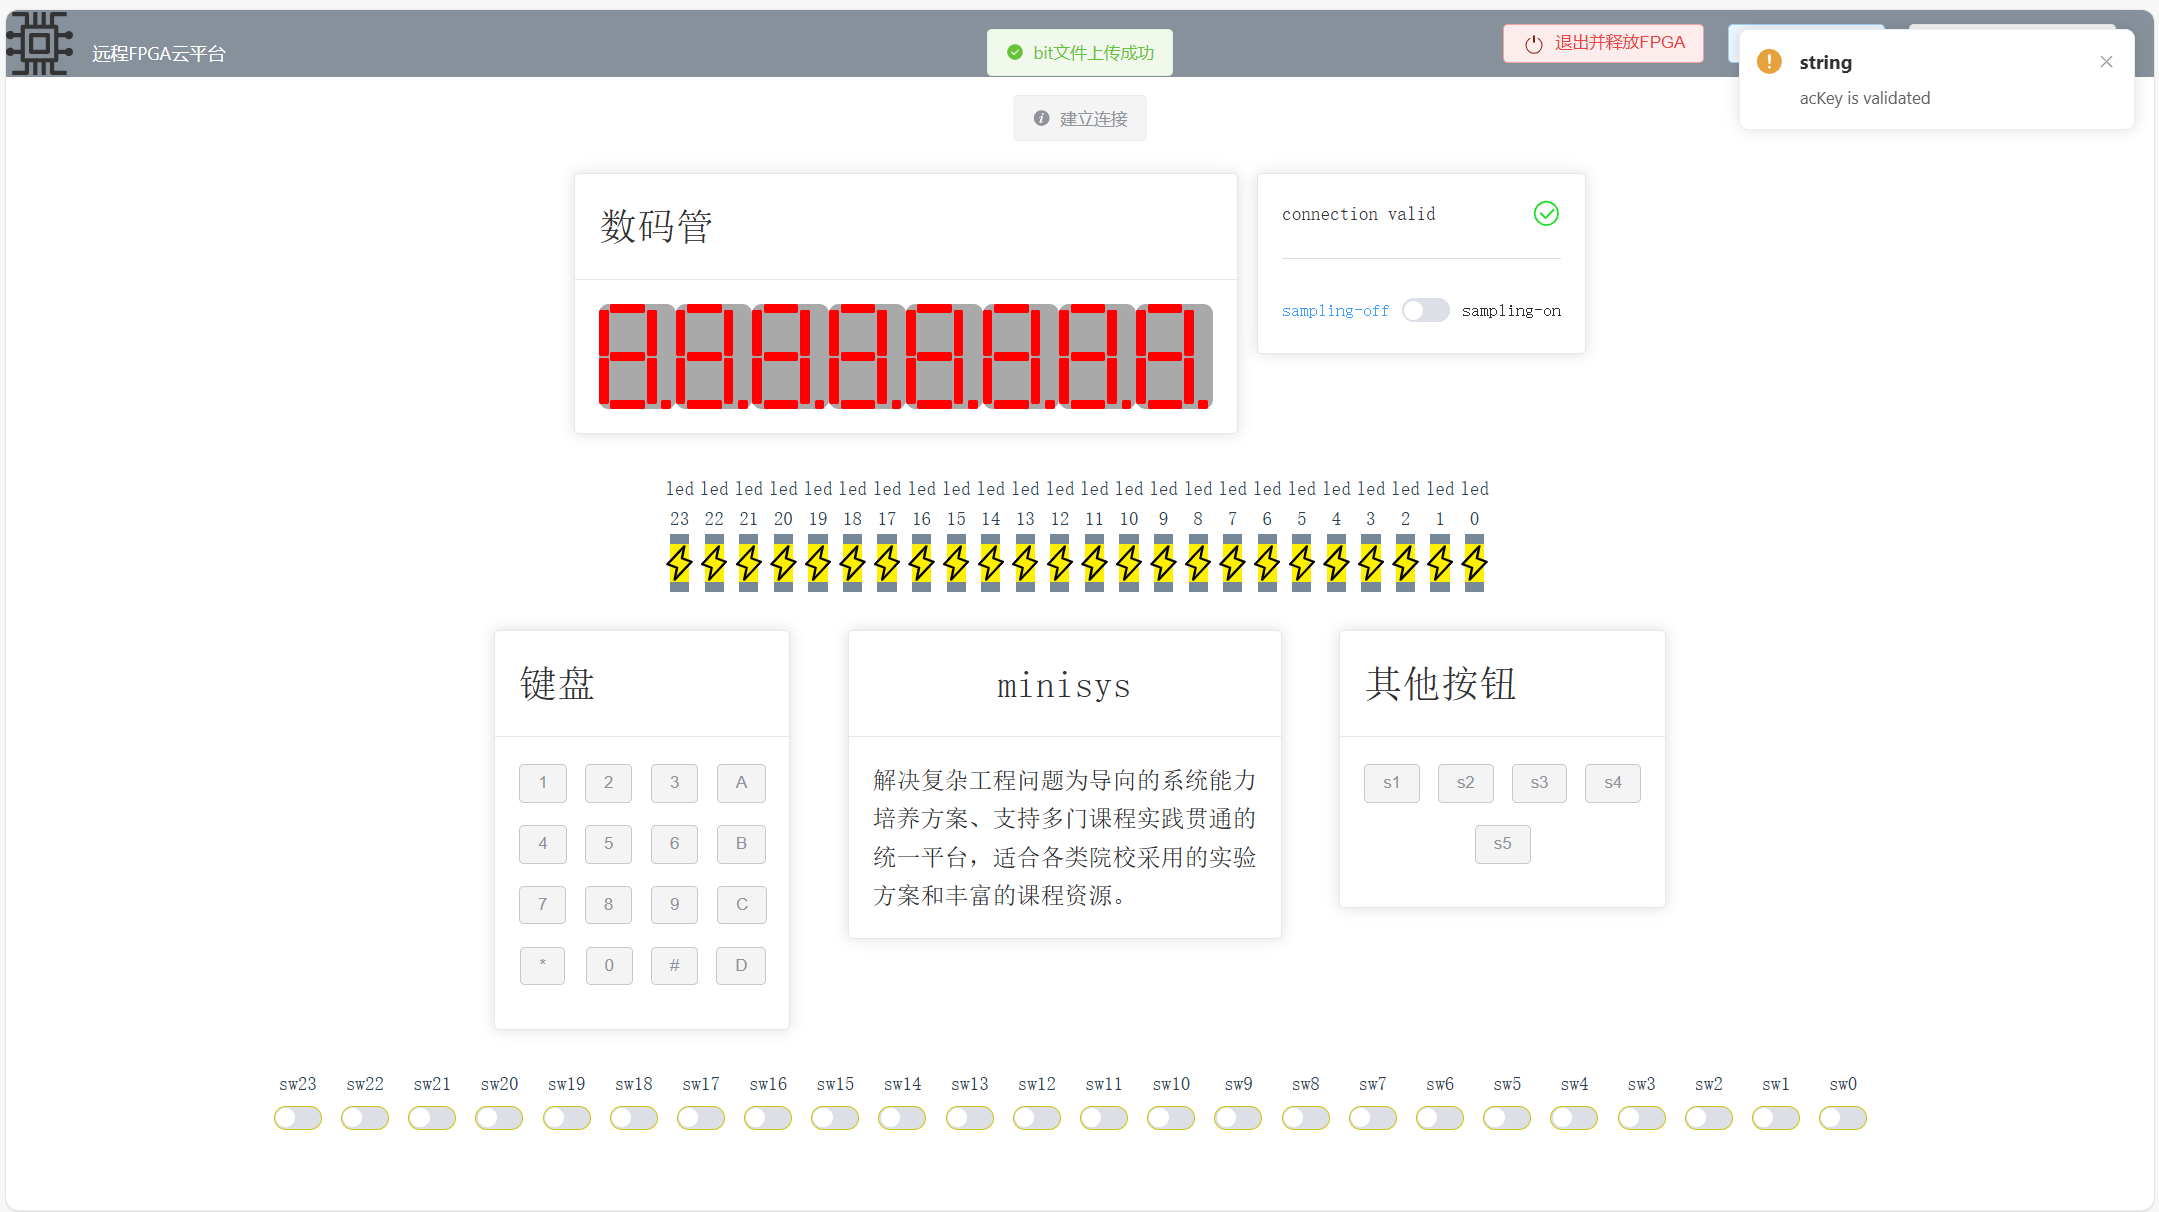 远程FPGA云平台
bit文件上传成功
退出并释放FPGA
string
acKey is validated
建立连接
数码管
connection valid
sampling-off
sampling-on
8.8.8.8.8.8.8.8.
led led led led led led led led led led led led led led led led led led led led led led led led
23 22 21 20 19 18 17 16 15 14 13 12 11 10 9 8 7 6 5 4 3 2 1 0
键盘
1 2 3 A
4 5 6 B
7 8 9 C
* 0 # D
minisys
解决复杂工程问题为导向的系统能力
培养方案、支持多门课程实践贯通的
统一平台，适合各类院校采用的实验
方案和丰富的课程资源。
其他按钮
s1 s2 s3 s4
s5
sw23 sw22 sw21 sw20 sw19 sw18 sw17 sw16 sw15 sw14 sw13 sw12 sw11 sw10 sw9 sw8 sw7 sw6 sw5 sw4 sw3 sw2 sw1 sw0